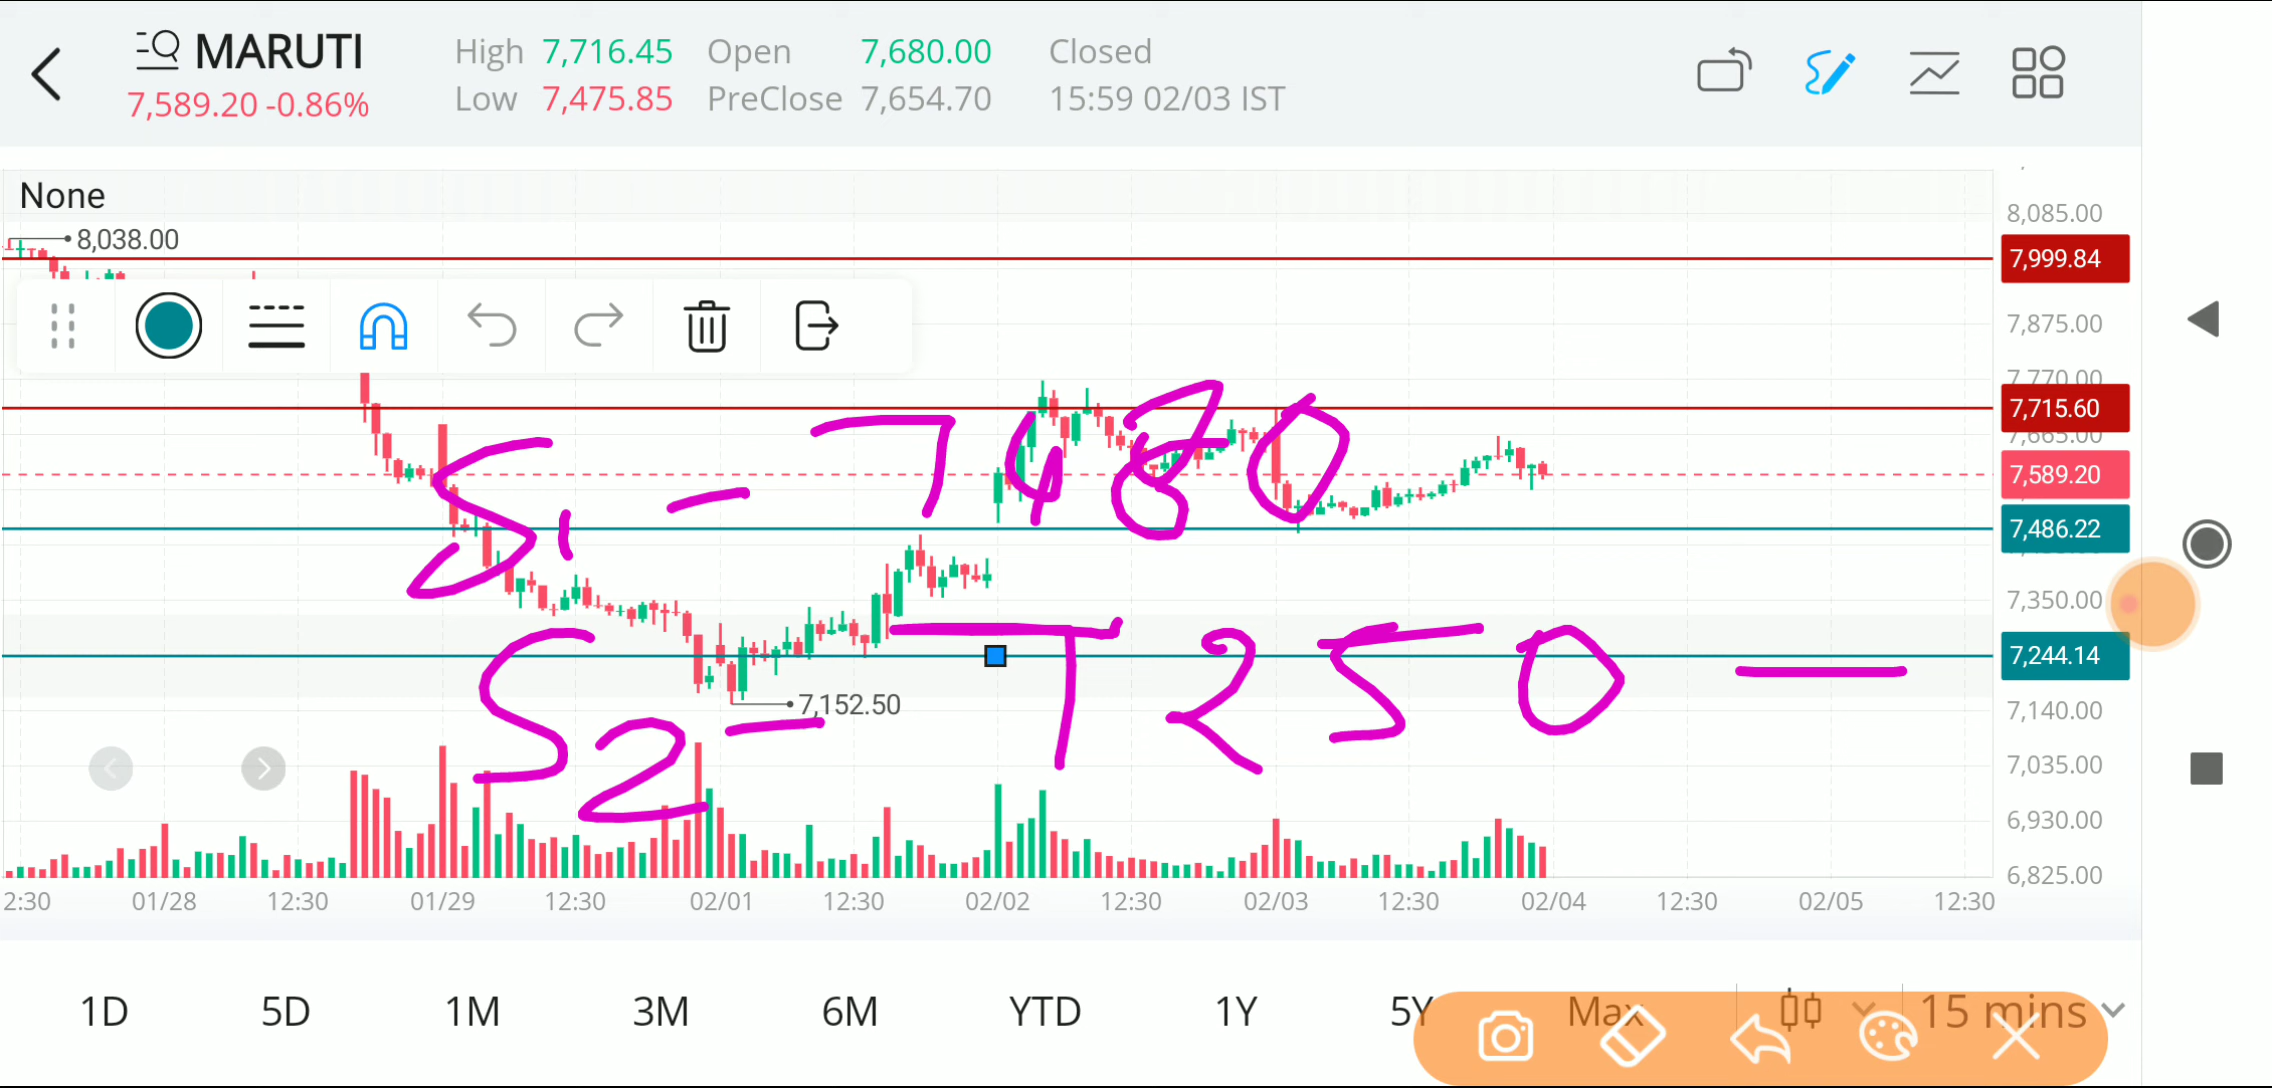 MARUTI
7,589.20 -0.86%
High 7,716.45 Open 7,680.00 Closed
Low 7,475.85 PreClose 7,654.70 15:59 02/03 IST
None
8,038.00
8,085.00
7,999.84
7,875.00
7,770.00
7,715.60
7,665.00
7,589.20
7,486.22
7,350.00
7,244.14
7,140.00
7,035.00
6,930.00
6,825.00
S1 - 7480
S2 - 7250 -
7,152.50
2:30 01/28 12:30 01/29 12:30 02/01 12:30 02/02 12:30 02/03 12:30 02/04 12:30 02/05 12:30
1D 5D 1M 3M 6M YTD 1Y 5Y Max 15 mins